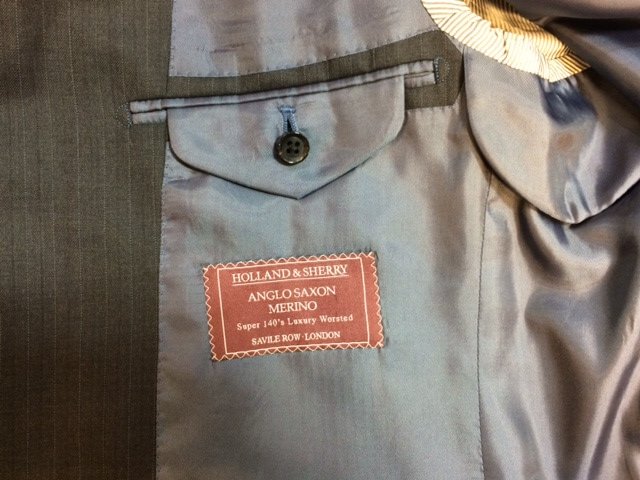 HOLLAND & SHERRY
ANGLO SAXON
MERINO
Super 140's Luxury Worsted
SAVILE ROW · LONDON